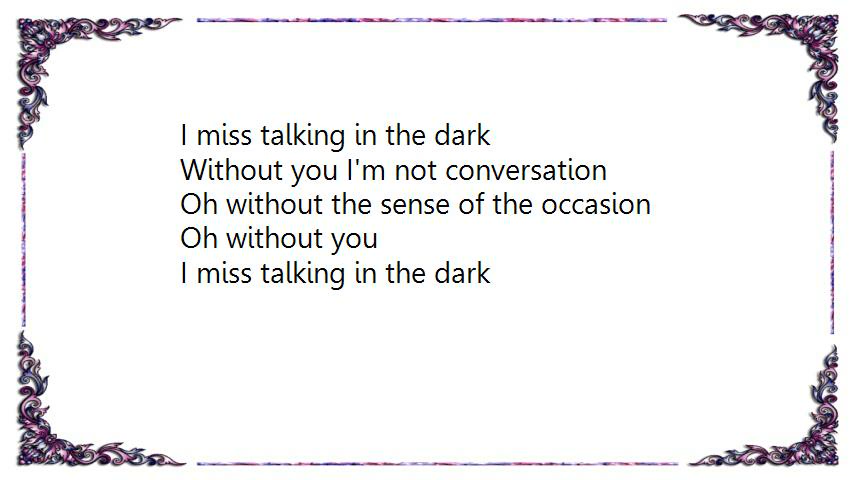 I miss talking in the dark
Without you I'm not conversation
Oh without the sense of the occasion
Oh without you
I miss talking in the dark